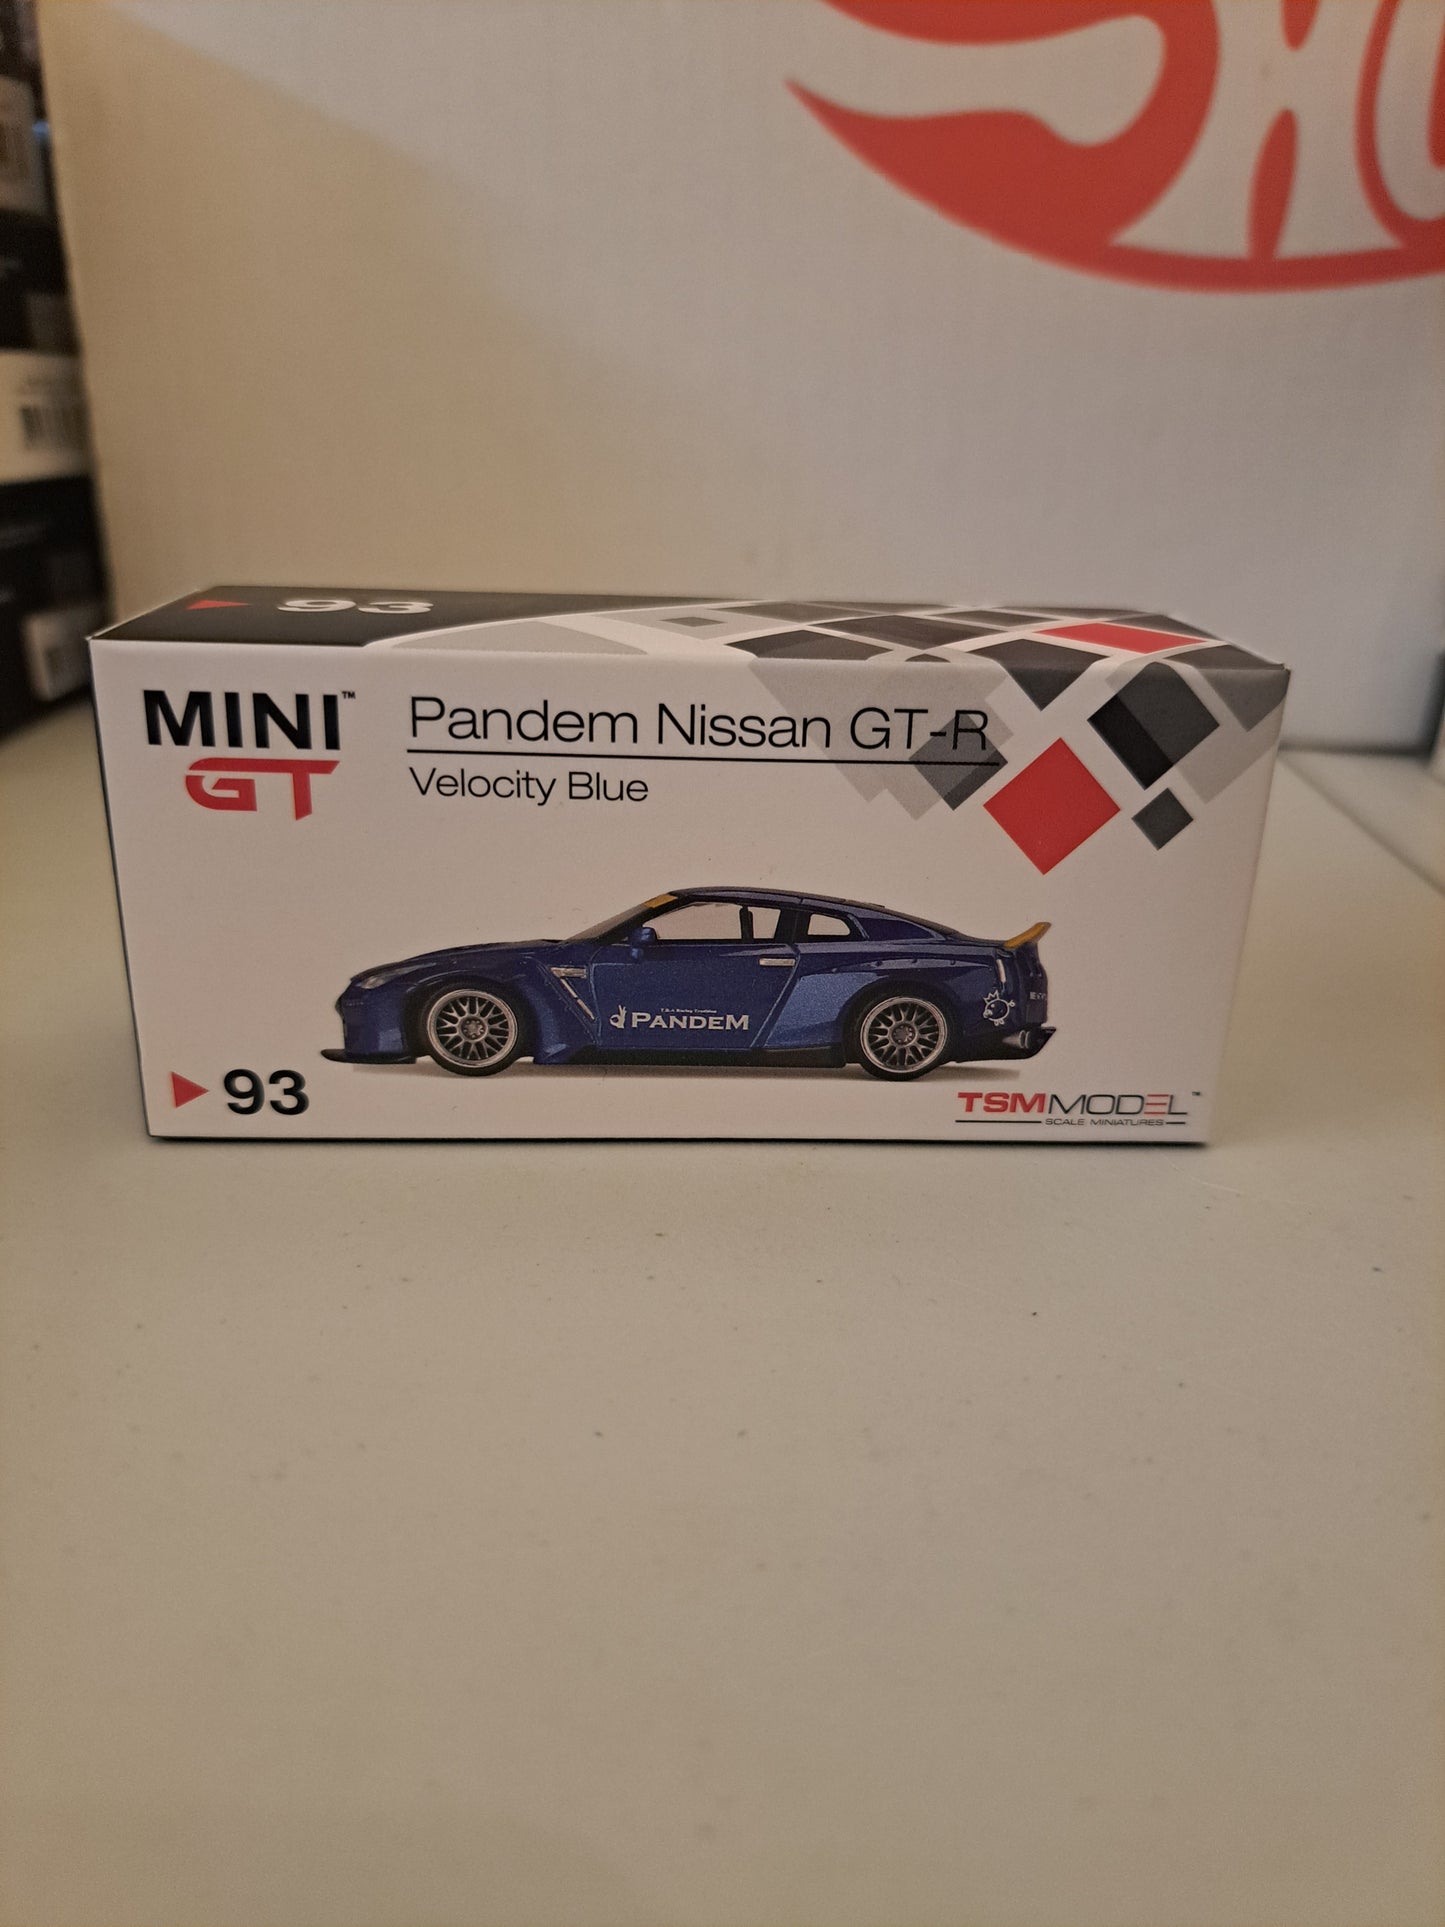 93
MINI™
GT
Pandem Nissan GT-R
Velocity Blue
PANDEM
93
TSMMODEL™
SCALE MINIATURES